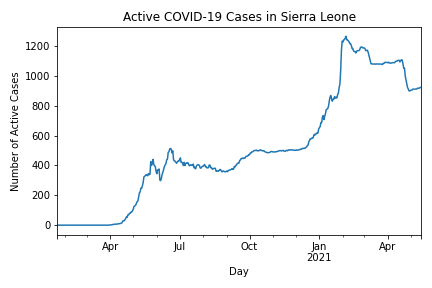 Active COVID-19 Cases in Sierra Leone
Number of Active Cases
1200
1000
800
600
400
200
0
Apr
Jul
Oct
Jan
2021
Apr
Day